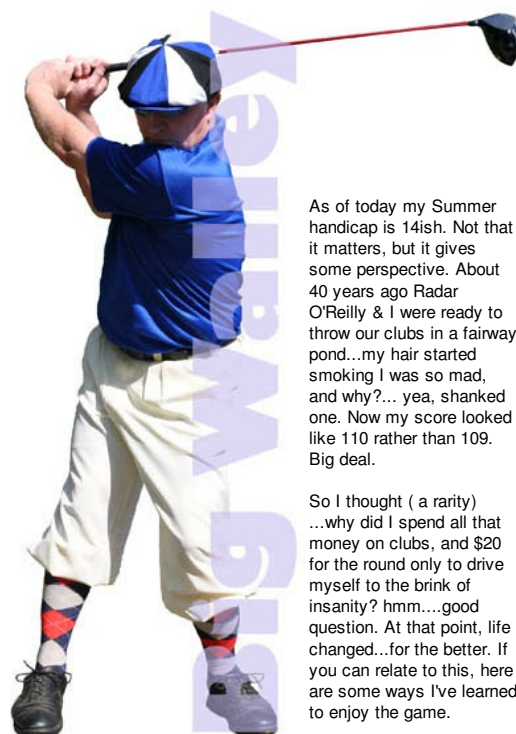 Big Walley
As of today my Summer
handicap is 14ish. Not that
it matters, but it gives
some perspective. About
40 years ago Radar
O'Reilly & I were ready to
throw our clubs in a fairway
pond...my hair started
smoking I was so mad,
and why?... yea, shanked
one. Now my score looked
like 110 rather than 109.
Big deal.
So I thought ( a rarity)
...why did I spend all that
money on clubs, and $20
for the round only to drive
myself to the brink of
insanity? hmm....good
question. At that point, life
changed...for the better. If
you can relate to this, here
are some ways I've learned
to enjoy the game.